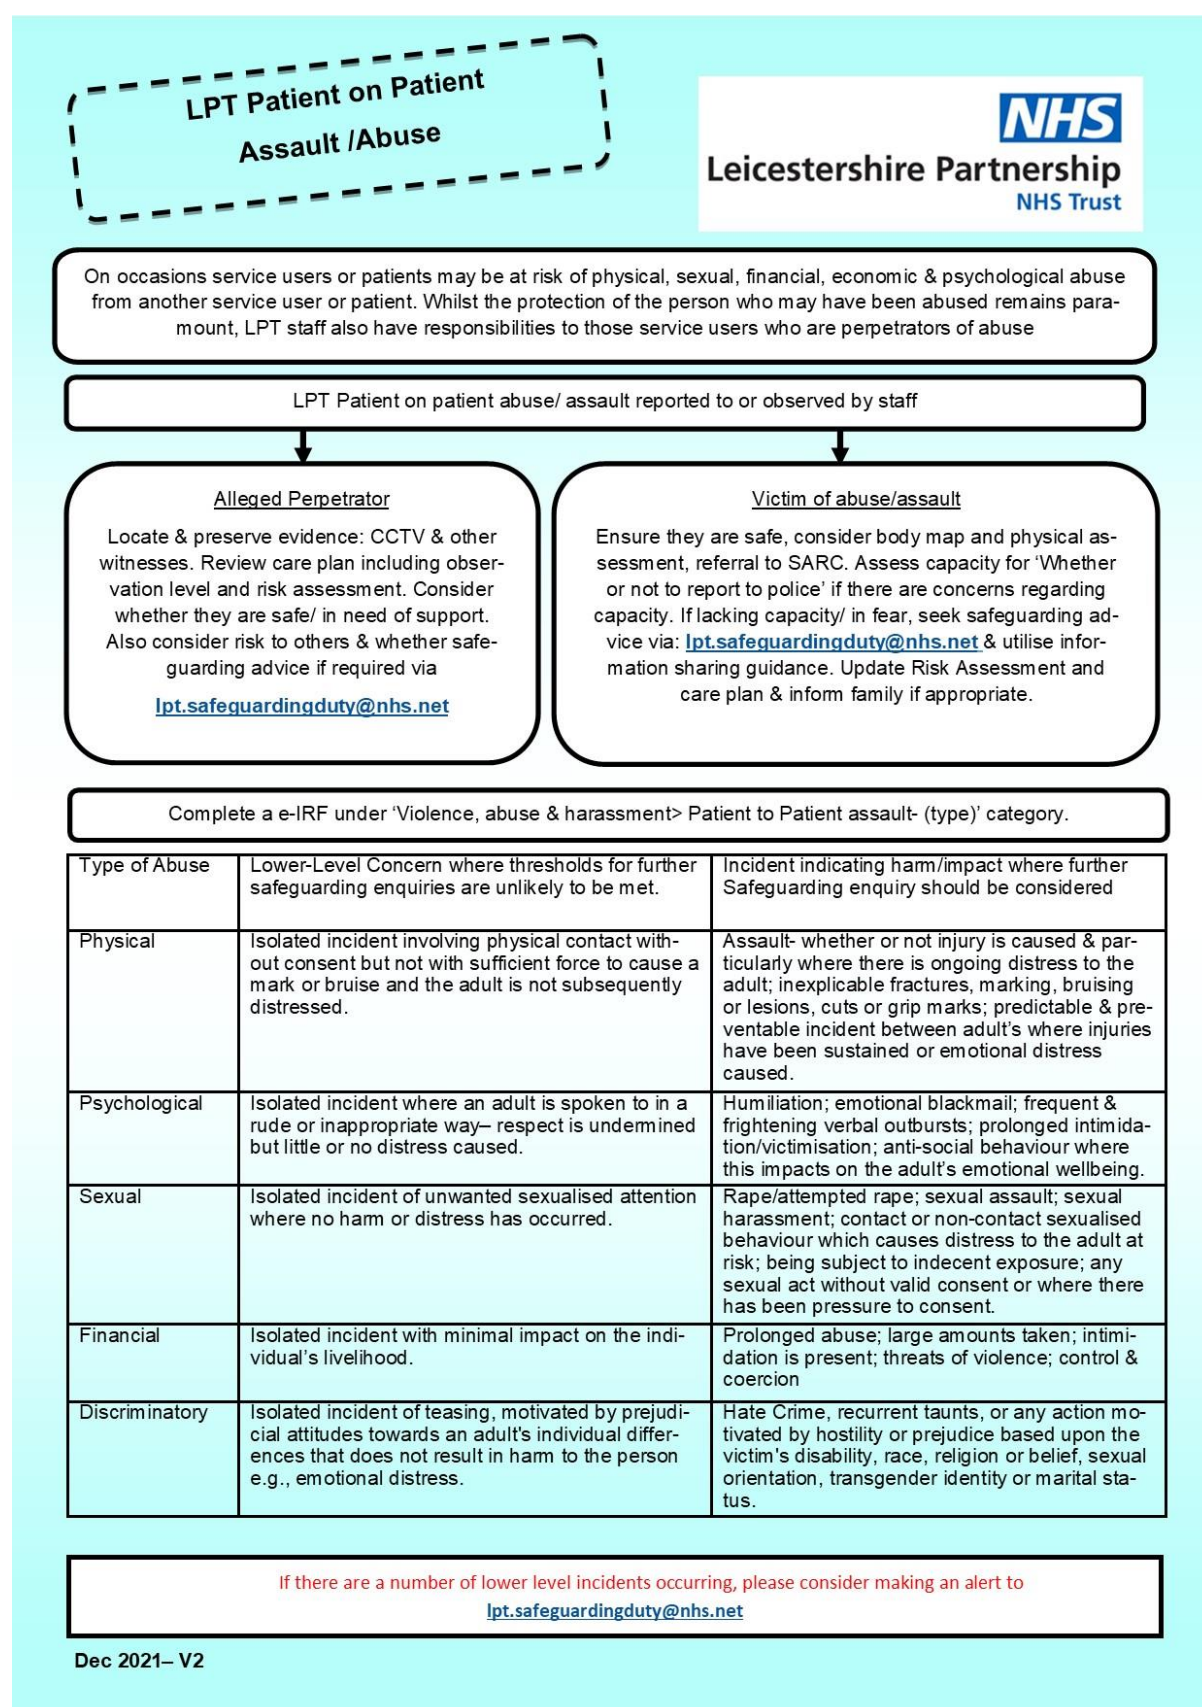 LPT Patient on Patient
Assault /Abuse
NHS
Leicestershire Partnership
NHS Trust
On occasions service users or patients may be at risk of physical, sexual, financial, economic & psychological abuse
from another service user or patient. Whilst the protection of the person who may have been abused remains para-
mount, LPT staff also have responsibilities to those service users who are perpetrators of abuse
LPT Patient on patient abuse/ assault reported to or observed by staff
Alleged Perpetrator
Locate & preserve evidence: CCTV & other
witnesses. Review care plan including obser-
vation level and risk assessment. Consider
whether they are safe/ in need of support.
Also consider risk to others & whether safe-
guarding advice if required via
lpt.safeguardingduty@nhs.net
Victim of abuse/assault
Ensure they are safe, consider body map and physical as-
sessment, referral to SARC. Assess capacity for ‘Whether
or not to report to police’ if there are concerns regarding
capacity. If lacking capacity/ in fear, seek safeguarding ad-
vice via: lpt.safeguardingduty@nhs.net & utilise infor-
mation sharing guidance. Update Risk Assessment and
care plan & inform family if appropriate.
Complete a e-IRF under ‘Violence, abuse & harassment> Patient to Patient assault- (type)’ category.
Type of Abuse
Lower-Level Concern where thresholds for further
safeguarding enquiries are unlikely to be met.
Incident indicating harm/impact where further
Safeguarding enquiry should be considered
Physical
Isolated incident involving physical contact with-
out consent but not with sufficient force to cause a
mark or bruise and the adult is not subsequently
distressed.
Assault- whether or not injury is caused & par-
ticularly where there is ongoing distress to the
adult; inexplicable fractures, marking, bruising
or lesions, cuts or grip marks; predictable & pre-
ventable incident between adult’s where injuries
have been sustained or emotional distress
caused.
Psychological
Isolated incident where an adult is spoken to in a
rude or inappropriate way– respect is undermined
but little or no distress caused.
Humiliation; emotional blackmail; frequent &
frightening verbal outbursts; prolonged intimida-
tion/victimisation; anti-social behaviour where
this impacts on the adult’s emotional wellbeing.
Sexual
Isolated incident of unwanted sexualised attention
where no harm or distress has occurred.
Rape/attempted rape; sexual assault; sexual
harassment; contact or non-contact sexualised
behaviour which causes distress to the adult at
risk; being subject to indecent exposure; any
sexual act without valid consent or where there
has been pressure to consent.
Financial
Isolated incident with minimal impact on the indi-
vidual’s livelihood.
Prolonged abuse; large amounts taken; intimi-
dation is present; threats of violence; control &
coercion
Discriminatory
Isolated incident of teasing, motivated by prejudi-
cial attitudes towards an adult's individual differ-
ences that does not result in harm to the person
e.g., emotional distress.
Hate Crime, recurrent taunts, or any action mo-
tivated by hostility or prejudice based upon the
victim's disability, race, religion or belief, sexual
orientation, transgender identity or marital sta-
tus.
If there are a number of lower level incidents occurring, please consider making an alert to
lpt.safeguardingduty@nhs.net
Dec 2021– V2